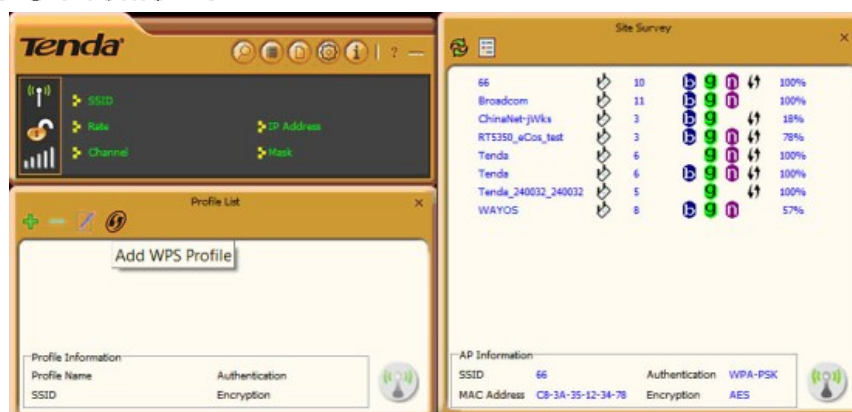 Tenda
?
SSID
Rate
IP Address
Channel
Mask
Profile List
Add WPS Profile
Profile Information
Profile Name
Authentication
SSID
Encryption
Site Survey
66 10 b g n 100%
Broadcom 11 b g n 100%
ChinaNet-jWks 3 b g 18%
RT5350_eCos_test 3 b g n 78%
Tenda 6 g n 100%
Tenda 6 b g n 100%
Tenda_240032_240032 5 g 100%
WAYOS 8 b g n 57%
AP Information
SSID 66 Authentication WPA-PSK
MAC Address C8-3A-35-12-34-78 Encryption AES